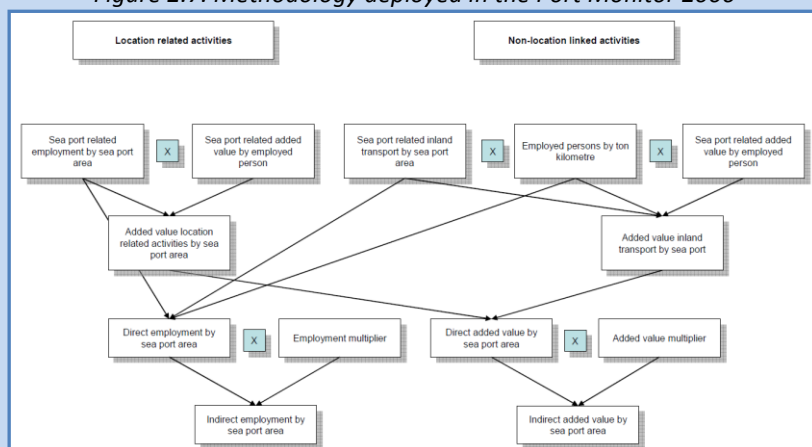 Figure 2.7: Methodology deployed in the Port Monitor
Location related activities
Non-location linked activities
Sea port related
employment by sea port
area
X
Sea port related added
value by employed
person
Sea port related inland
transport by sea port
area
X
Employed persons by ton
kilometre
X
Sea port related added
value by employed
person
Added value location
related activities by sea
port area
Added value inland
transport by sea port
Direct employment by
sea port area
X
Employment multiplier
Direct added value by
sea port area
X
Added value multiplier
Indirect employment by
sea port area
Indirect added value by
sea port area